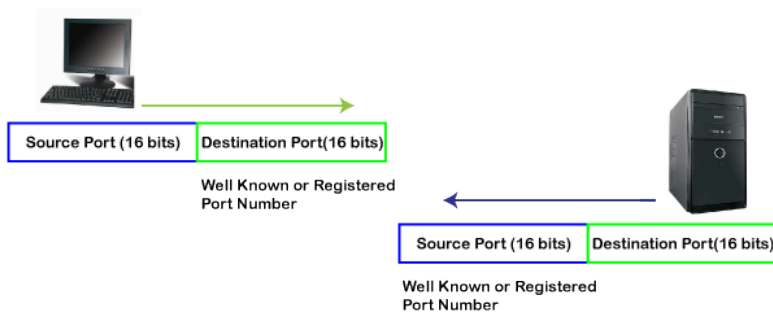 Source Port (16 bits) Destination Port(16 bits)
Well Known or Registered
Port Number
Source Port (16 bits) Destination Port(16 bits)
Well Known or Registered
Port Number